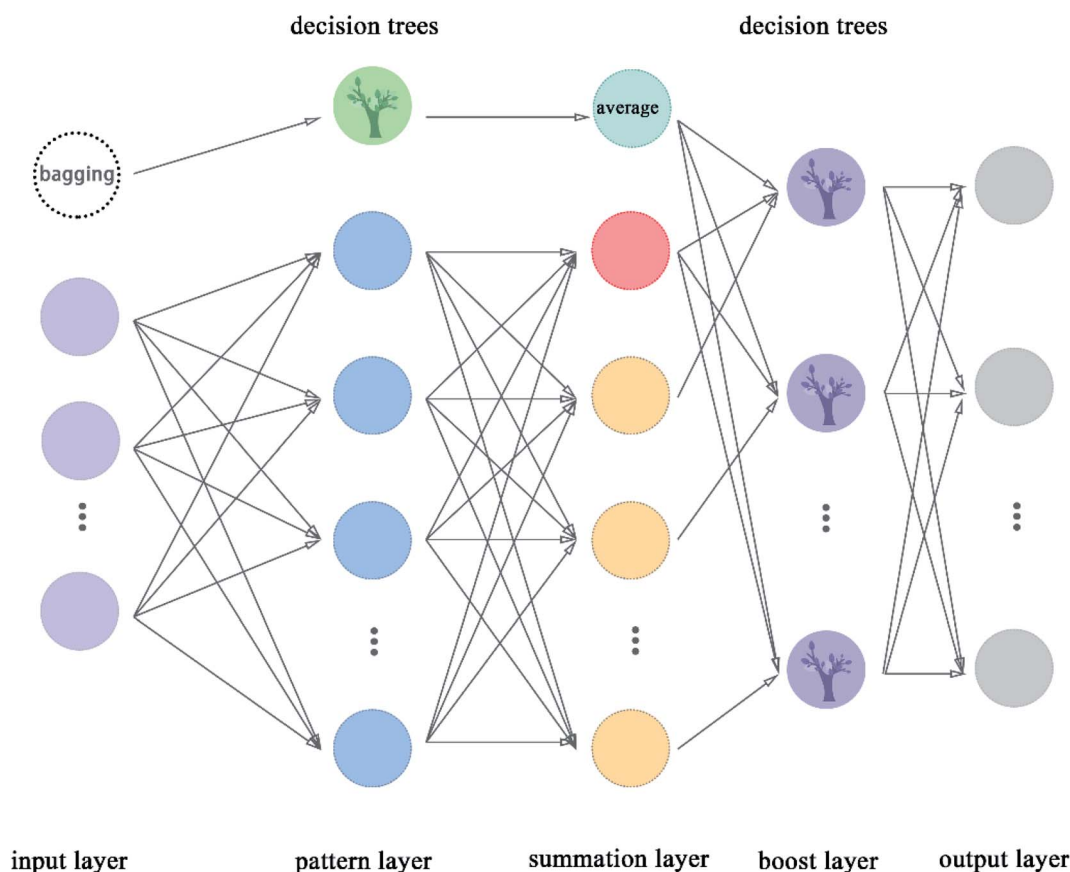 decision trees
decision trees
average
bagging
input layer
pattern layer
summation layer
boost layer
output layer